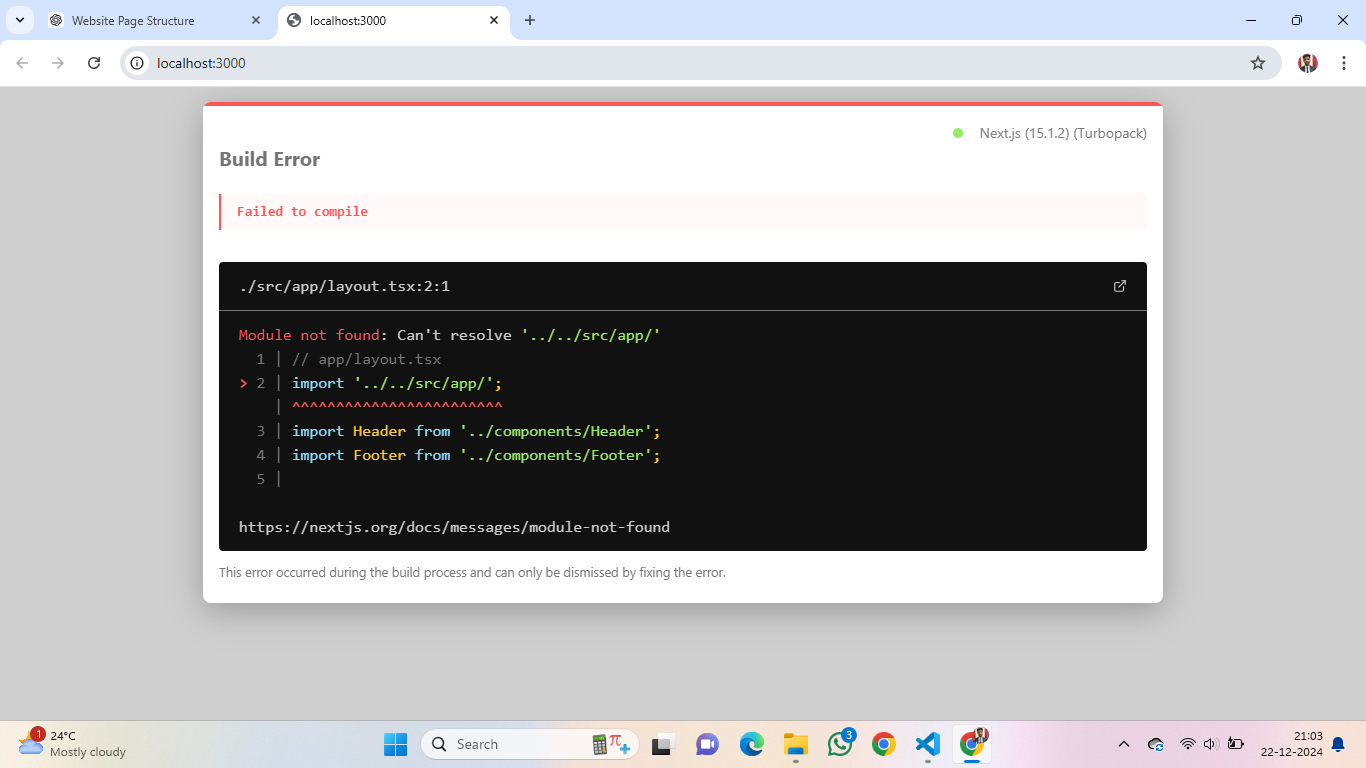 Website Page Structure
localhost:3000
localhost:3000
Next.js (15.1.2) (Turbopack)
Build Error
Failed to compile
./src/app/layout.tsx:2:1
Module not found: Can't resolve '../../src/app/'
1 | // app/layout.tsx
> 2 | import '../../src/app/';
| ^^^^^^^^^^^^^^^^^^^^^^^^
3 | import Header from '../components/Header';
4 | import Footer from '../components/Footer';
5 |
https://nextjs.org/docs/messages/module-not-found
This error occurred during the build process and can only be dismissed by fixing the error.
1
24°C
Mostly cloudy
Search
3
21:03
22-12-2024